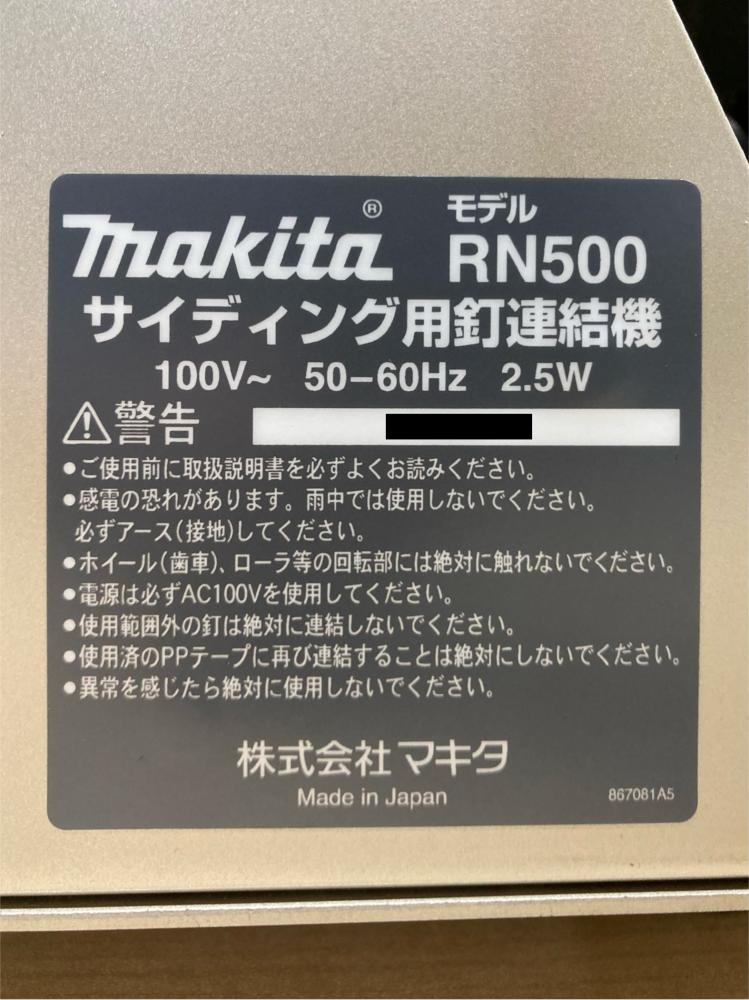 makita®
モデル
RN500
サイディング用釘連結機
100V~ 50-60Hz 2.5W
⚠警告
●ご使用前に取扱説明書を必ずよくお読みください。
●感電の恐れがあります。雨中では使用しないでください。
必ずアース(接地)してください。
●ホイール(歯車)、ローラ等の回転部には絶対に触れないでください。
●電源は必ずAC100Vを使用してください。
●使用範囲外の釘は絶対に連結しないでください。
●使用済のPPテープに再び連結することは絶対にしないでください。
●異常を感じたら絶対に使用しないでください。
株式会社マキタ
Made in Japan
867081A5